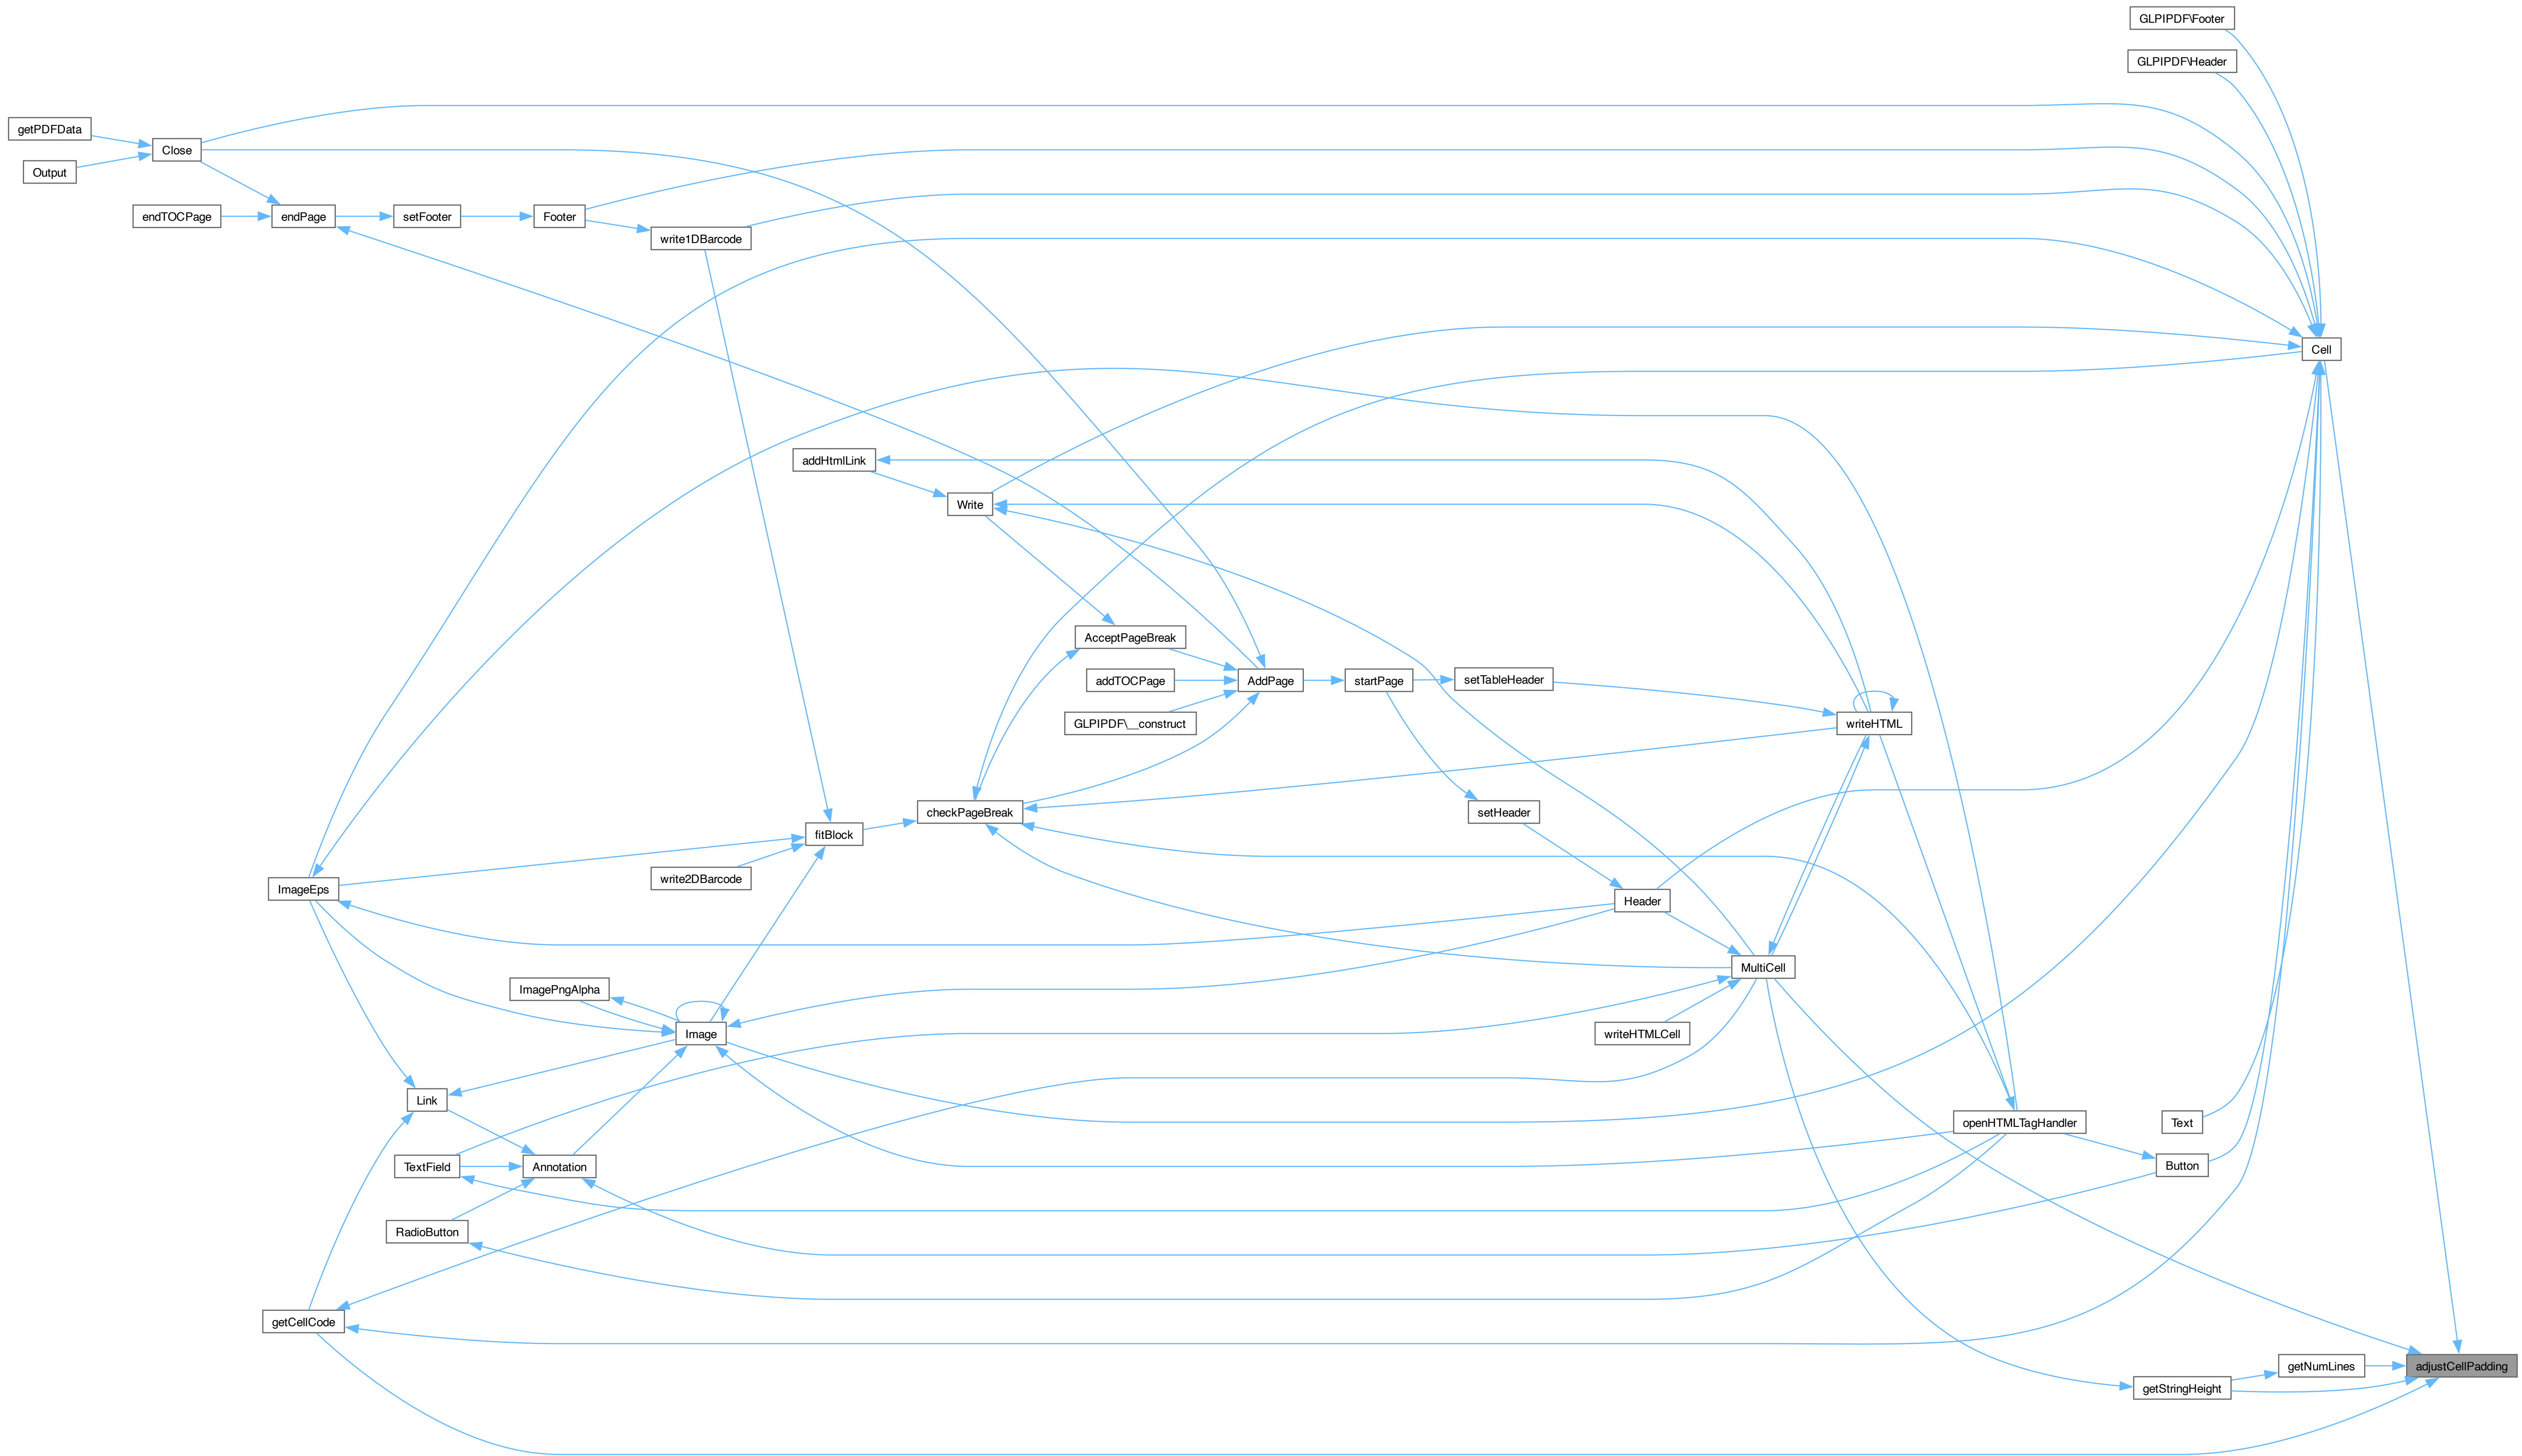 GLPIPDF\Footer
GLPIPDF\Header
getPDFData
Close
Output
endTOCPage
endPage
setFooter
Footer
write1DBarcode
Cell
addHtmlLink
Write
AcceptPageBreak
addTOCPage
AddPage
startPage
setTableHeader
GLPIPDF\__construct
writeHTML
checkPageBreak
setHeader
fitBlock
write2DBarcode
ImageEps
Header
MultiCell
ImagePngAlpha
Image
writeHTMLCell
Link
openHTMLTagHandler
Text
TextField
Annotation
Button
RadioButton
getCellCode
getNumLines
adjustCellPadding
getStringHeight